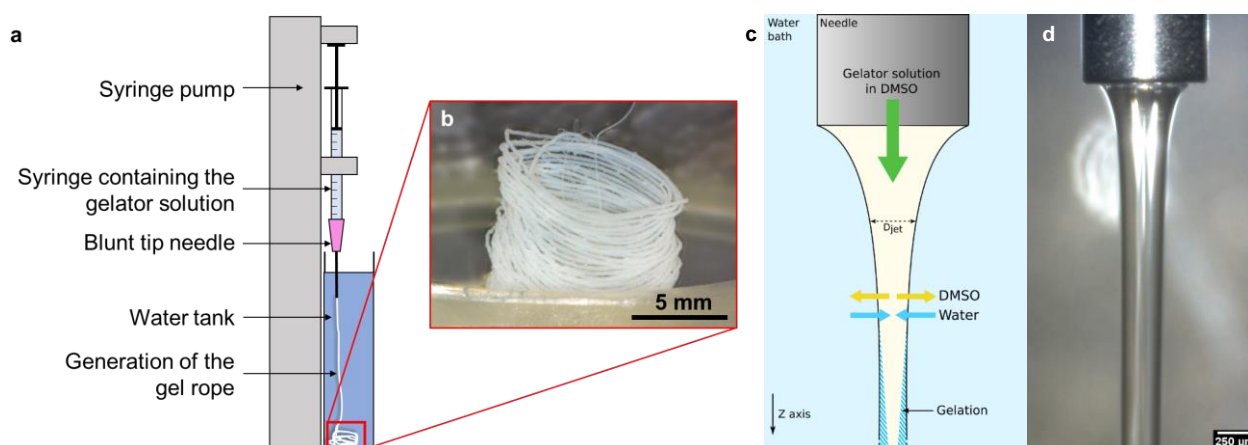 a
Syringe pump
Syringe containing the
gelator solution
Blunt tip needle
Water tank
Generation of the
gel rope
b
5 mm
c
Water
bath
Needle
Gelator solution
in DMSO
Djet
DMSO
Water
Z axis
Gelation
d
250 µm